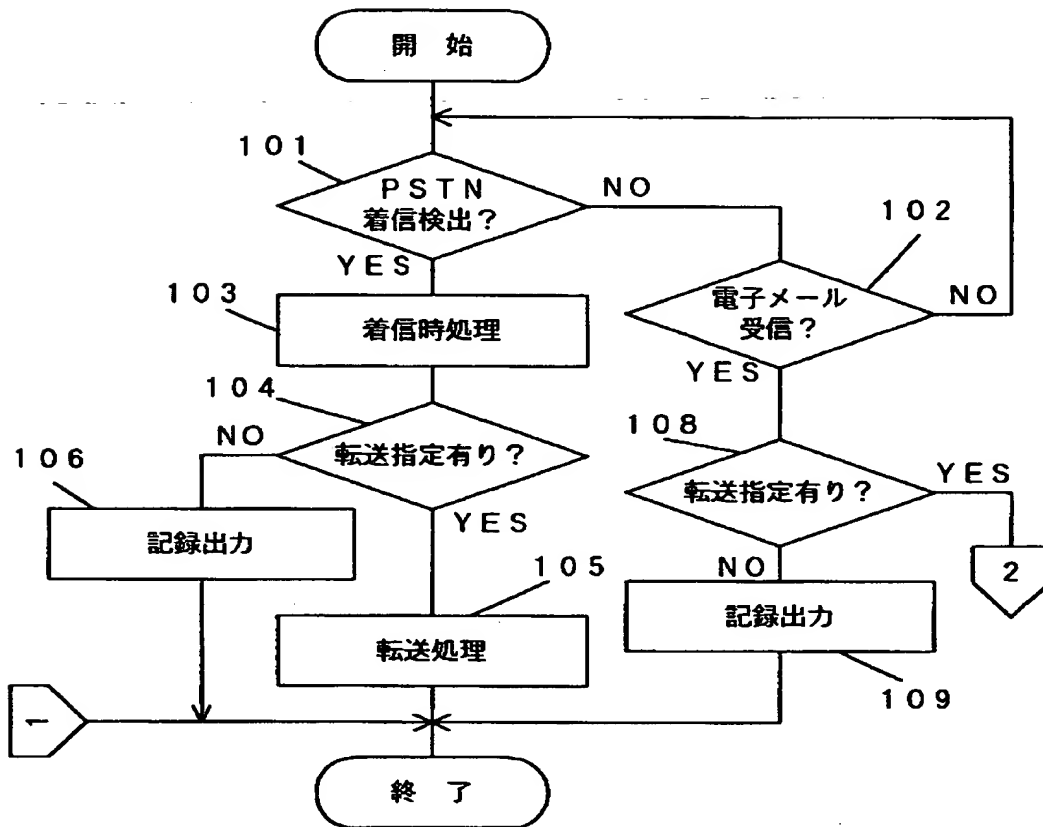 開 始
101
PSTN
着信検出?
NO
102
YES
電子メール
受信?
NO
103
着信時処理
YES
104
108
NO
転送指定有り?
YES
106
転送指定有り?
YES
記録出力
NO
2
105
記録出力
転送処理
109
1
終 了